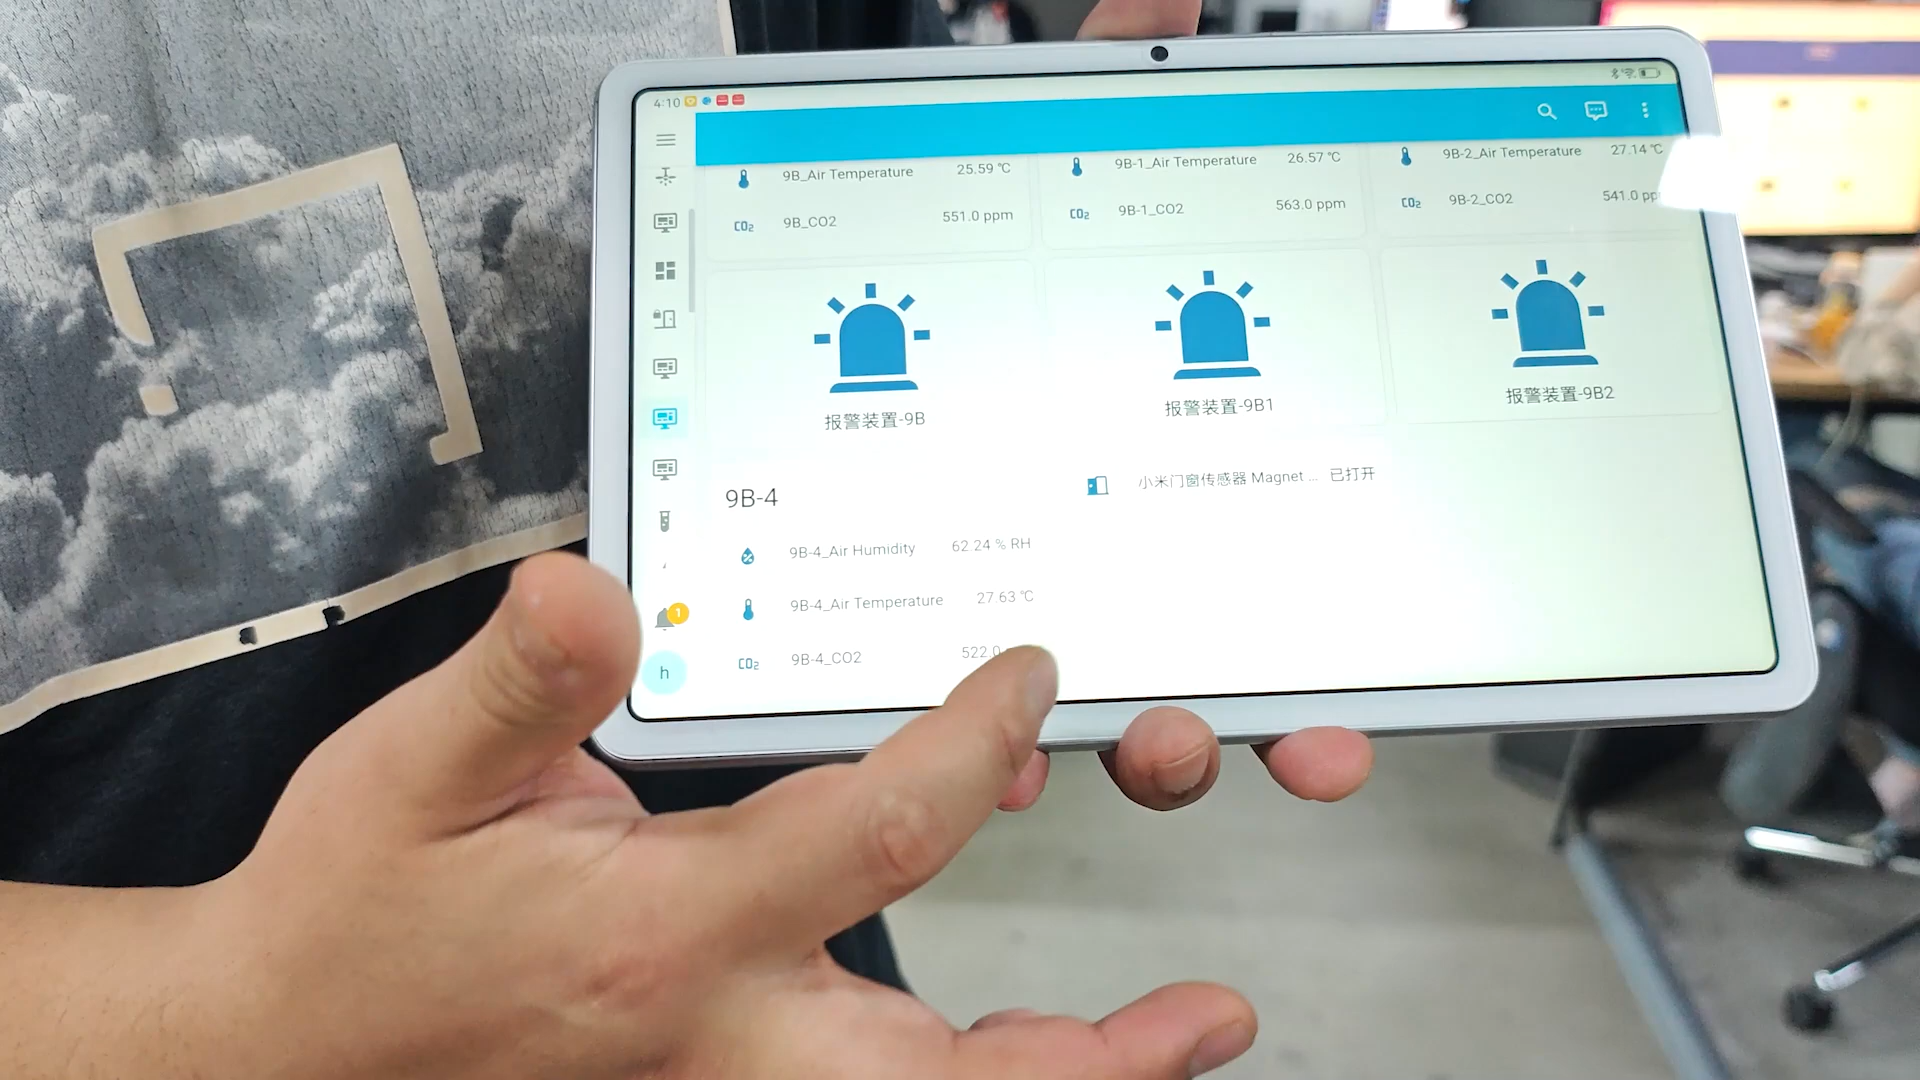 4:10
9B_Air Temperature 25.59 ℃
9B-1_Air Temperature 26.57 ℃
9B-2_Air Temperature 27.14 ℃
CO₂ 9B_CO2 551.0 ppm
CO₂ 9B-1_CO2 563.0 ppm
CO₂ 9B-2_CO2 541.0
报警装置-9B
报警装置-9B1
报警装置-9B2
9B-4
小米门窗传感器 Magnet ... 已打开
9B-4_Air Humidity 62.24 % RH
9B-4_Air Temperature 27.63 ℃
CO₂ 9B-4_CO2 522.0
1
h